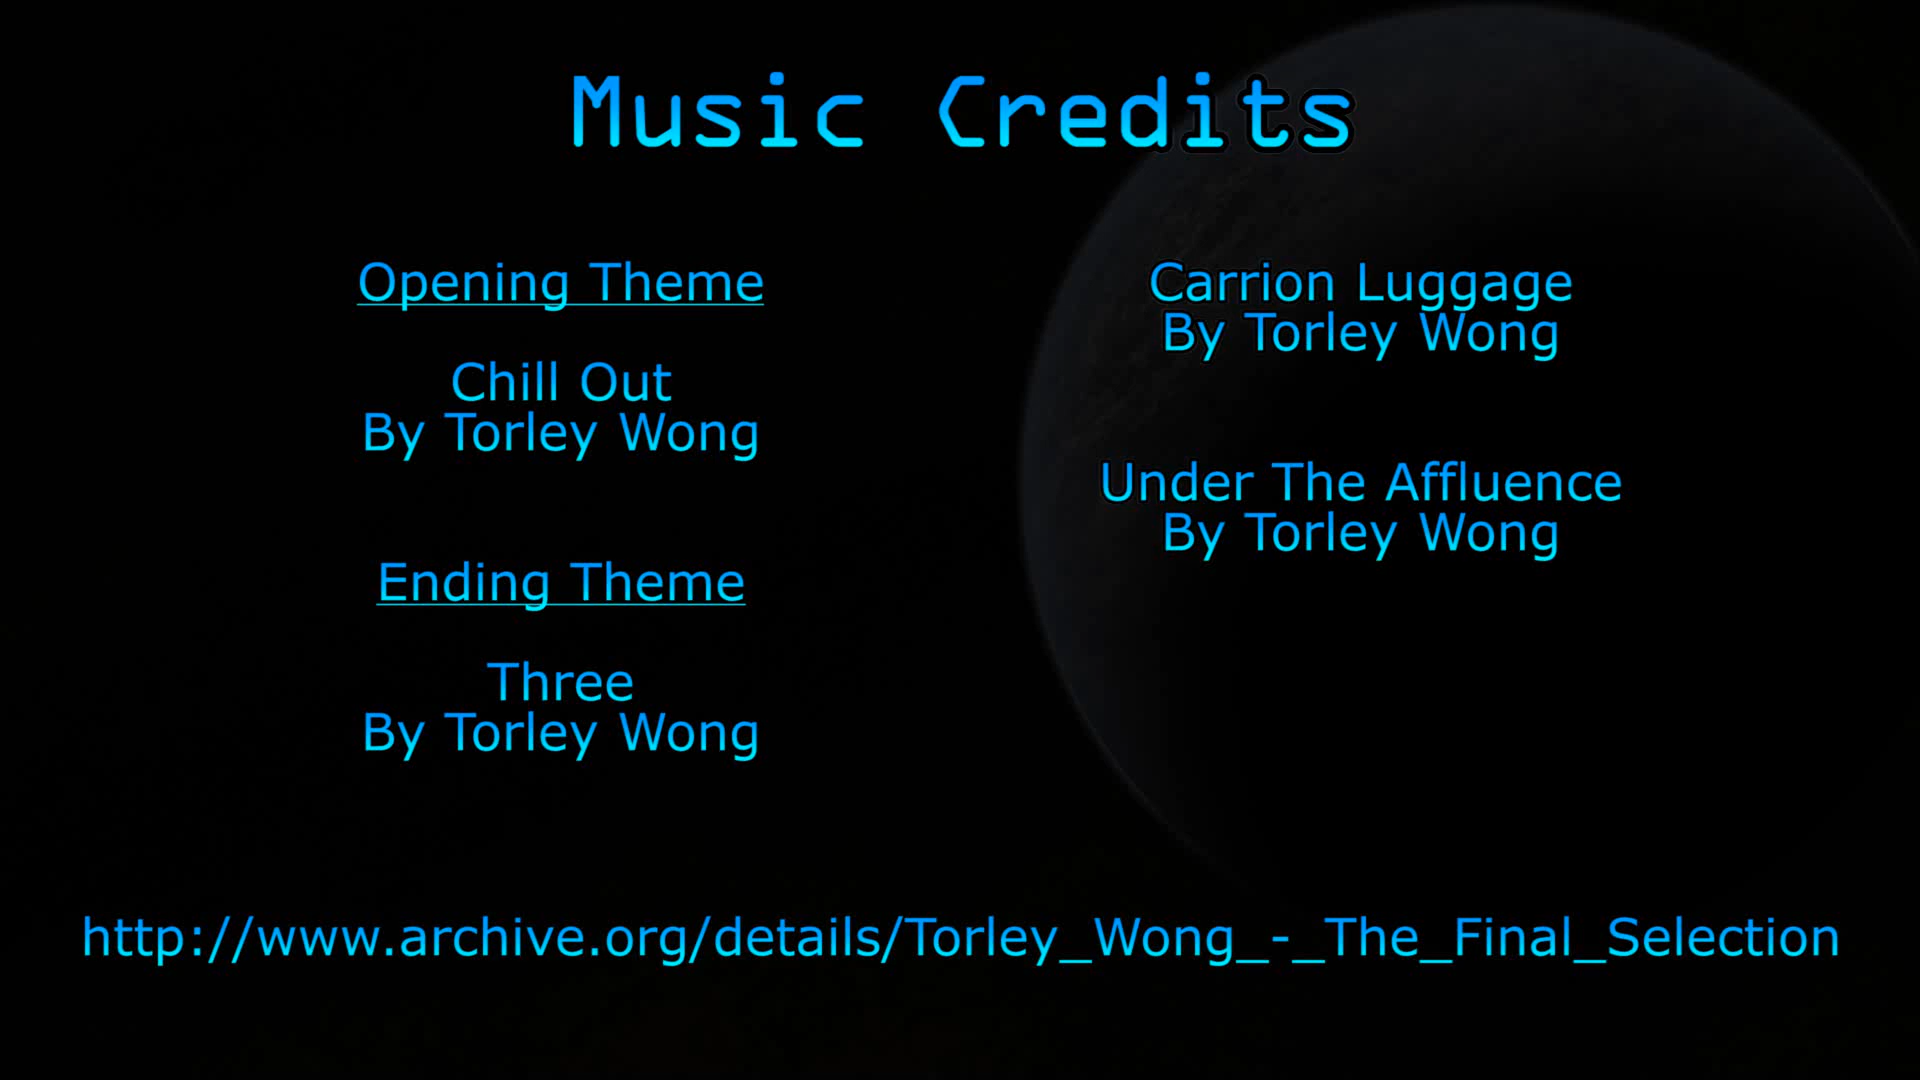 Music Credits
Opening Theme
Chill Out
By Torley Wong
Ending Theme
Three
By Torley Wong
Carrion Luggage
By Torley Wong
Under The Affluence
By Torley Wong
http://www.archive.org/details/Torley_Wong_-_The_Final_Selection